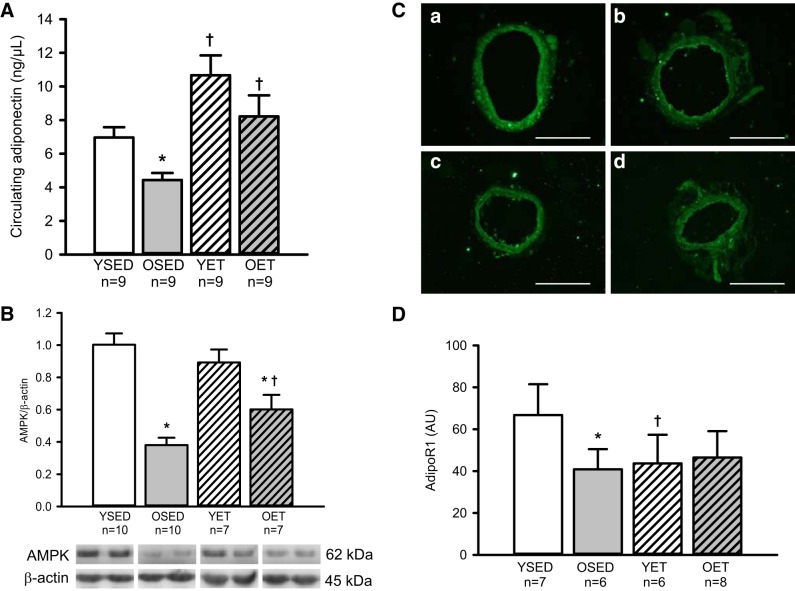 A
Circulating adiponectin (ng/µL)
14
12
10
8
6
4
2
0
*
†
†
YSED OSED YET OET
n=9 n=9 n=9 n=9
B
AMPK/β-actin
1.0
0.8
0.6
0.4
0.2
0.0
*
* †
YSED OSED YET OET
n=10 n=10 n=7 n=7
AMPK 62 kDa
β-actin 45 kDa
C
a b
c d
D
AdipoR1 (AU)
100
80
60
40
20
0
*
†
YSED OSED YET OET
n=7 n=6 n=6 n=8